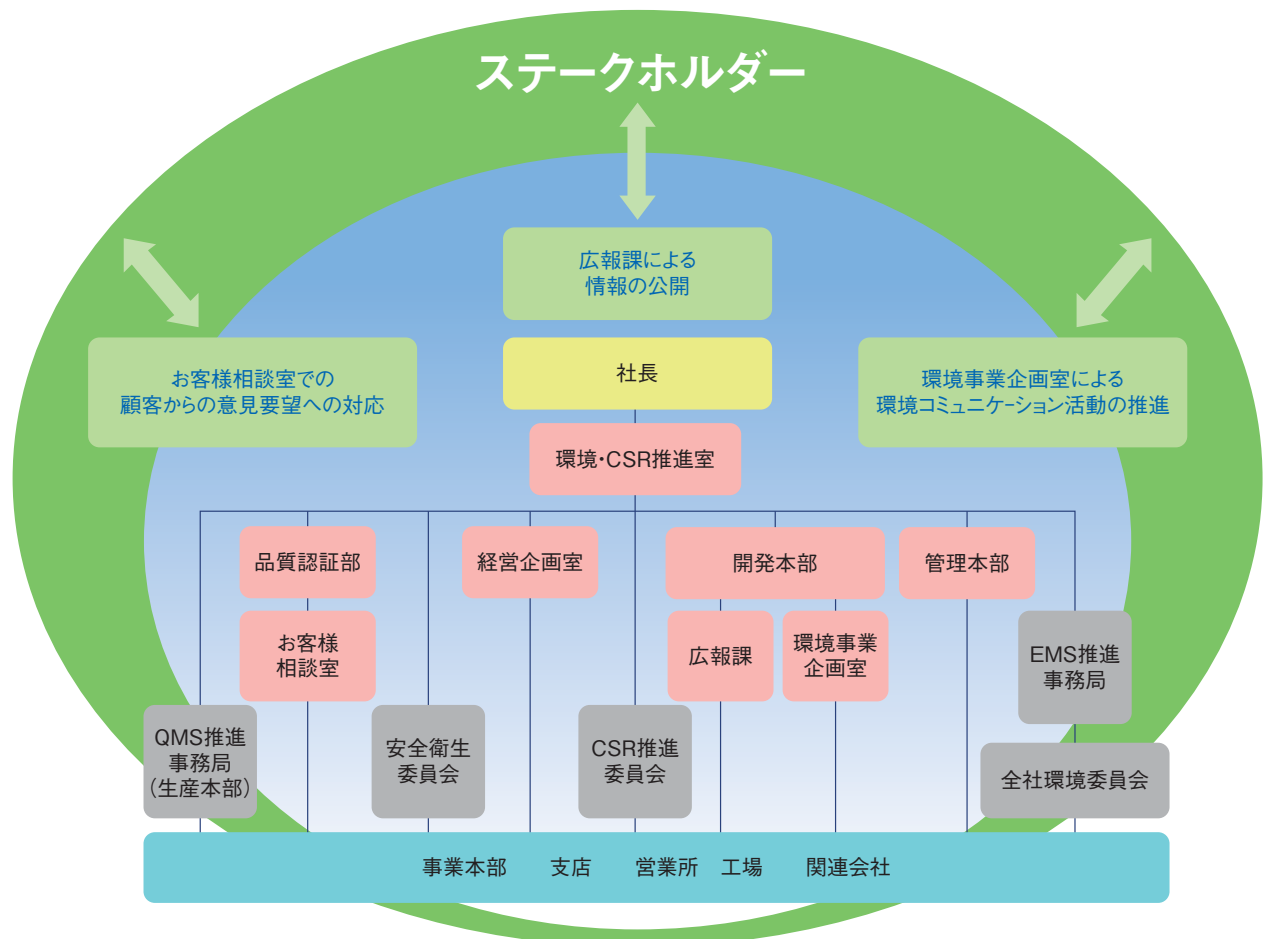 ステークホルダー
広報課による
情報の公開
お客様相談室での
顧客からの意見要望への対応
社長
環境事業企画室による
環境コミュニケーション活動の推進
環境・CSR推進室
品質認証部
経営企画室
開発本部
管理本部
お客様
相談室
広報課
環境事業
企画室
EMS推進
事務局
QMS推進
事務局
（生産本部）
安全衛生
委員会
CSR推進
委員会
全社環境委員会
事業本部 支店 営業所 工場 関連会社